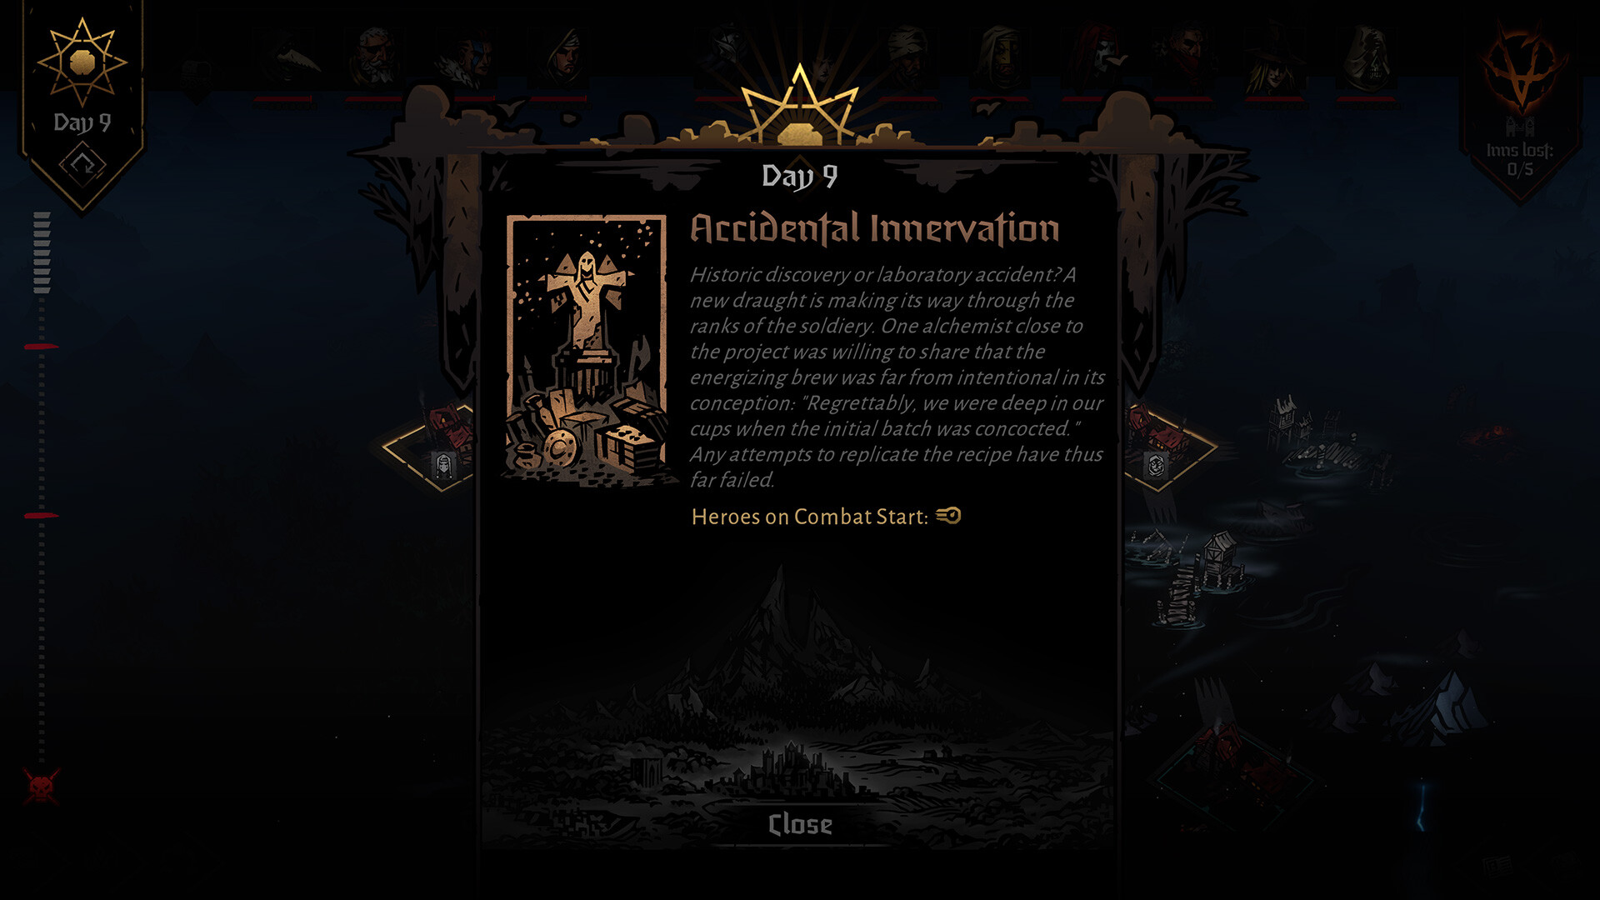 Day 9
Inns lost:
0/5
Day 9
Accidental Innervation
Historic discovery or laboratory accident? A
new draught is making its way through the
ranks of the soldiery. One alchemist close to
the project was willing to share that the
energizing brew was far from intentional in its
conception: "Regrettably, we were deep in our
cups when the initial batch was concocted."
Any attempts to replicate the recipe have thus
far failed.
Heroes on Combat Start:
Close